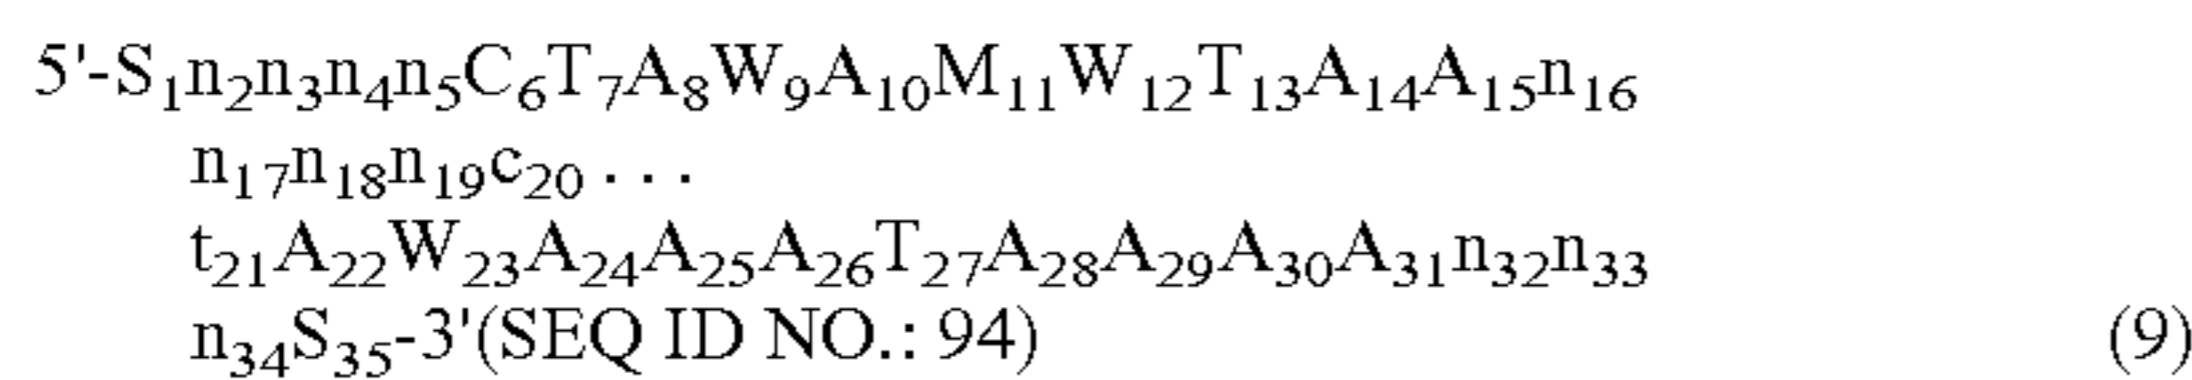 5'-S₁n₂n₃n₄n₅C₆T₇A₈W₉A₁₀M₁₁W₁₂T₁₃A₁₄A₁₅n₁₆
n₁₇n₁₈n₁₉c₂₀ . . .
t₂₁A₂₂W₂₃A₂₄A₂₅A₂₆T₂₇A₂₈A₂₉A₃₀A₃₁n₃₂n₃₃
n₃₄S₃₅-3'(SEQ ID NO.: 94) (9)